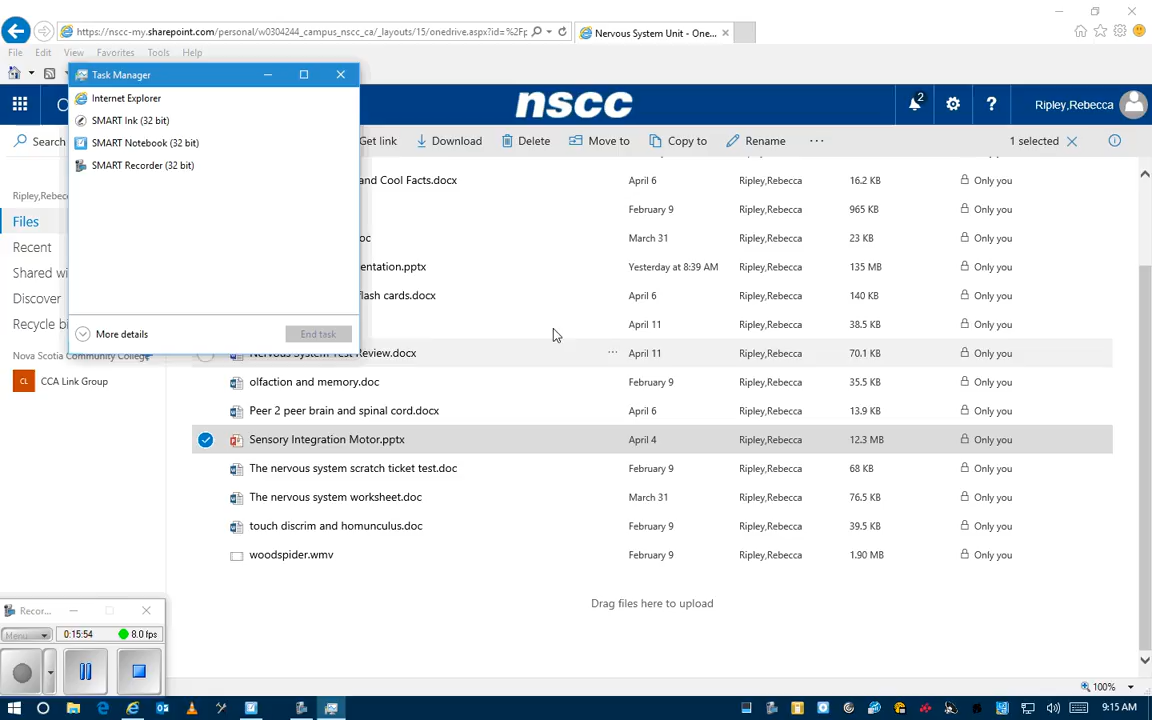 https://nscc-my.sharepoint.com/personal/w0304244_campus_nscc_ca/_layouts/15/onedrive.aspx?id=%2Fp
Nervous System Unit - One...
File Edit View Favorites Tools Help
Task Manager
Internet Explorer
SMART Ink (32 bit)
SMART Notebook (32 bit)
SMART Recorder (32 bit)
More details
End task
O
nscc
2
?
Ripley,Rebecca
Search
Get link
Download
Delete
Move to
Copy to
Rename
1 selected
Ripley,Rebec
Files
Recent
Shared wi
Discover
Recycle bi
Nova Scotia Community College
CL CCA Link Group
and Cool Facts.docx April 6 Ripley,Rebecca 16.2 KB Only you
February 9 Ripley,Rebecca 965 KB Only you
oc March 31 Ripley,Rebecca 23 KB Only you
entation.pptx Yesterday at 8:39 AM Ripley,Rebecca 135 MB Only you
flash cards.docx April 6 Ripley,Rebecca 140 KB Only you
April 11 Ripley,Rebecca 38.5 KB Only you
Nervous System Test Review.docx April 11 Ripley,Rebecca 70.1 KB Only you
olfaction and memory.doc February 9 Ripley,Rebecca 35.5 KB Only you
Peer 2 peer brain and spinal cord.docx April 6 Ripley,Rebecca 13.9 KB Only you
Sensory Integration Motor.pptx April 4 Ripley,Rebecca 12.3 MB Only you
The nervous system scratch ticket test.doc February 9 Ripley,Rebecca 68 KB Only you
The nervous system worksheet.doc March 31 Ripley,Rebecca 76.5 KB Only you
touch discrim and homunculus.doc February 9 Ripley,Rebecca 39.5 KB Only you
woodspider.wmv February 9 Ripley,Rebecca 1.90 MB Only you
Drag files here to upload
Recor...
Menu
0:15:54
8.0 fps
100%
9:15 AM